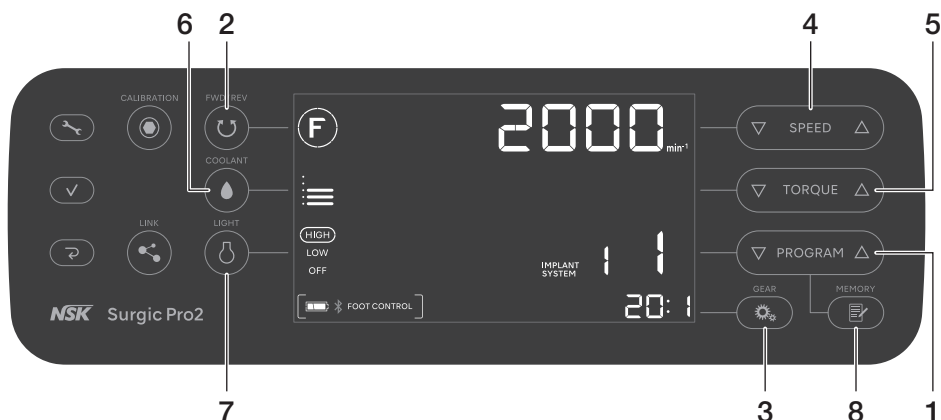 6 2 4 5
CALIBRATION FWD/REV
F 2000 min⁻¹ SPEED
COOLANT
TORQUE
LINK LIGHT
HIGH
LOW
OFF
IMPLANT SYSTEM 1 1 PROGRAM
GEAR MEMORY
FOOT CONTROL 20:1
NSK Surgic Pro2
7 3 8 1